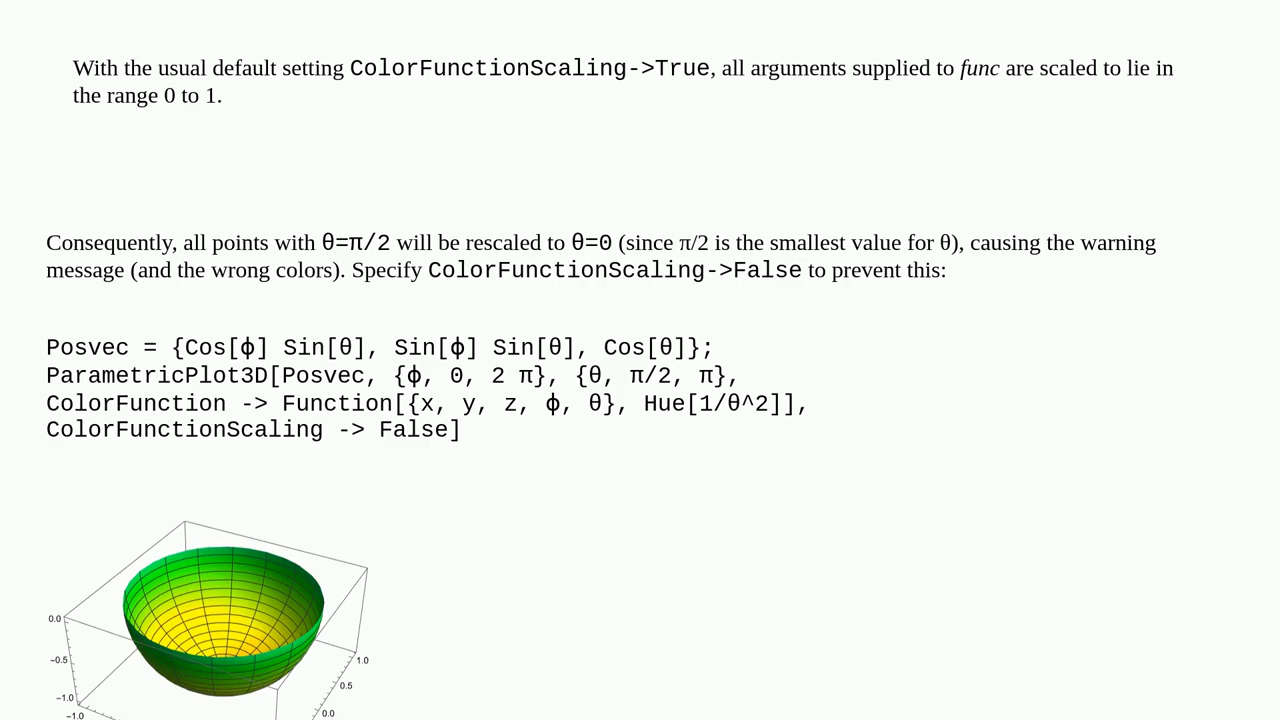 With the usual default setting ColorFunctionScaling->True, all arguments supplied to func are scaled to lie in
the range 0 to 1.
Consequently, all points with θ=π/2 will be rescaled to θ=0 (since π/2 is the smallest value for θ), causing the warning
message (and the wrong colors). Specify ColorFunctionScaling->False to prevent this:
Posvec = {Cos[ϕ] Sin[θ], Sin[ϕ] Sin[θ], Cos[θ]};
ParametricPlot3D[Posvec, {ϕ, 0, 2 π}, {θ, π/2, π},
ColorFunction -> Function[{x, y, z, ϕ, θ}, Hue[1/θ^2]],
ColorFunctionScaling -> False]
0.0
−0.5
−1.0
−1.0
1.0
0.5
0.0